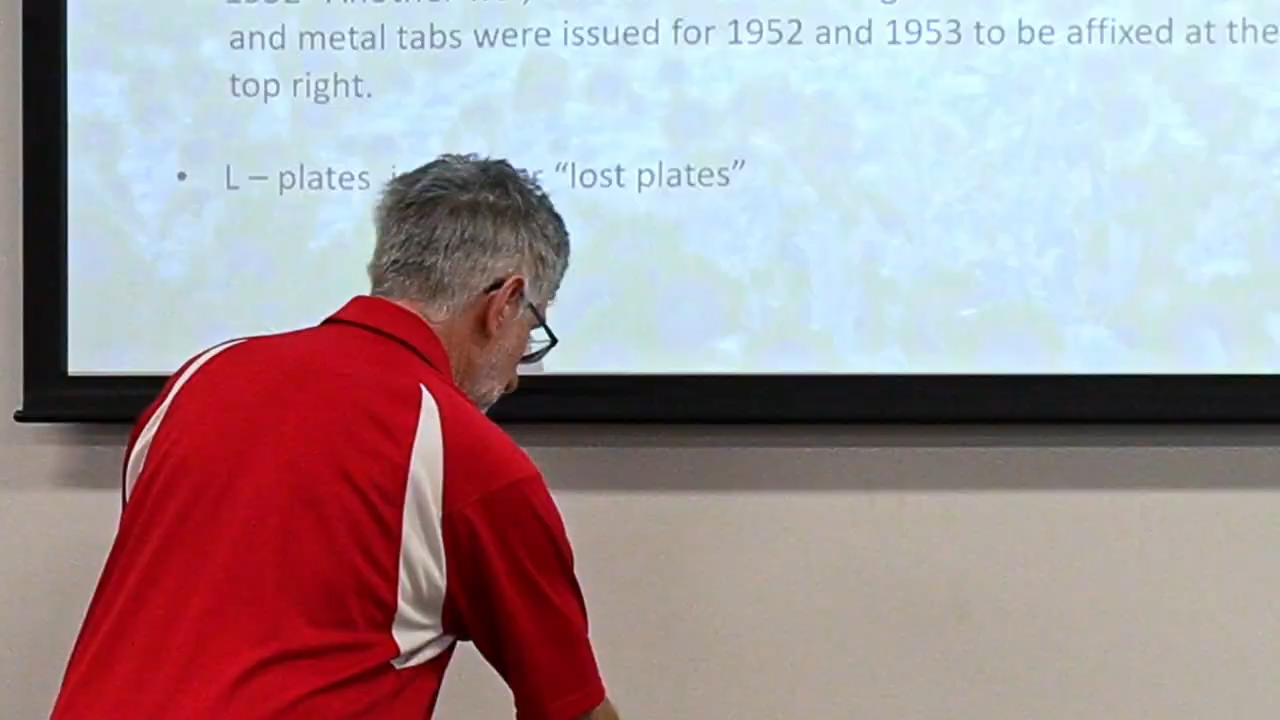 and metal tabs were issued for 1952 and 1953 to be affixed at the
top right.
• L – plates "lost plates"